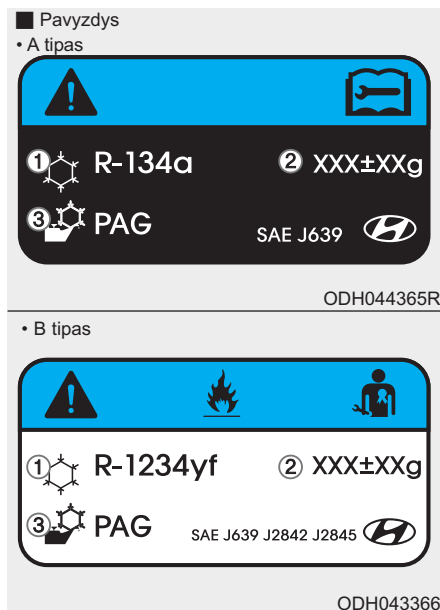 ■ Pavyzdys
• A tipas
① R-134a ② XXX±XXg
③ PAG SAE J639
ODH044365R
• B tipas
① R-1234yf ② XXX±XXg
③ PAG SAE J639 J2842 J2845
ODH043366